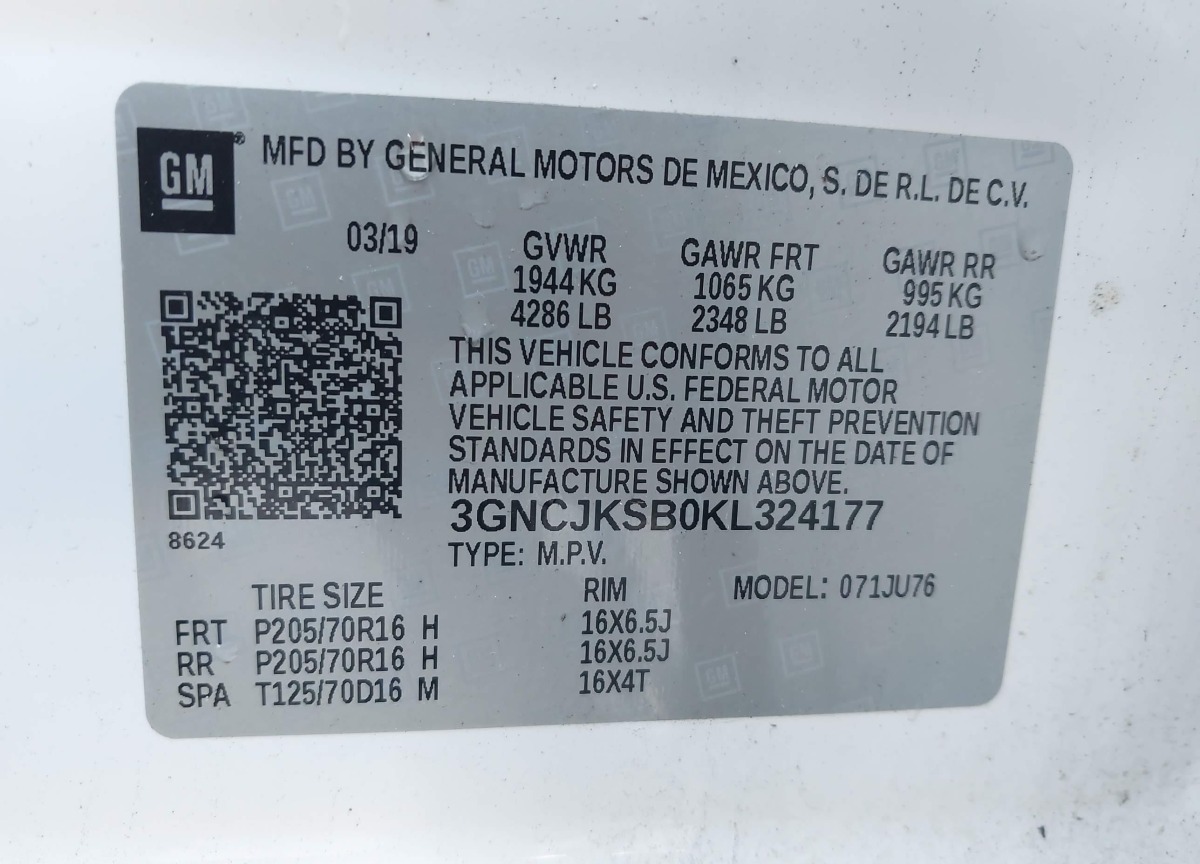 GM® MFD BY GENERAL MOTORS DE MEXICO, S. DE R.L. DE C.V.
03/19 GVWR GAWR FRT GAWR RR
1944 KG 1065 KG 995 KG
4286 LB 2348 LB 2194 LB
THIS VEHICLE CONFORMS TO ALL
APPLICABLE U.S. FEDERAL MOTOR
VEHICLE SAFETY AND THEFT PREVENTION
STANDARDS IN EFFECT ON THE DATE OF
MANUFACTURE SHOWN ABOVE.
3GNCJKSB0KL324177
8624
TYPE: M.P.V.
TIRE SIZE RIM MODEL: 071JU76
FRT P205/70R16 H 16X6.5J
RR P205/70R16 H 16X6.5J
SPA T125/70D16 M 16X4T